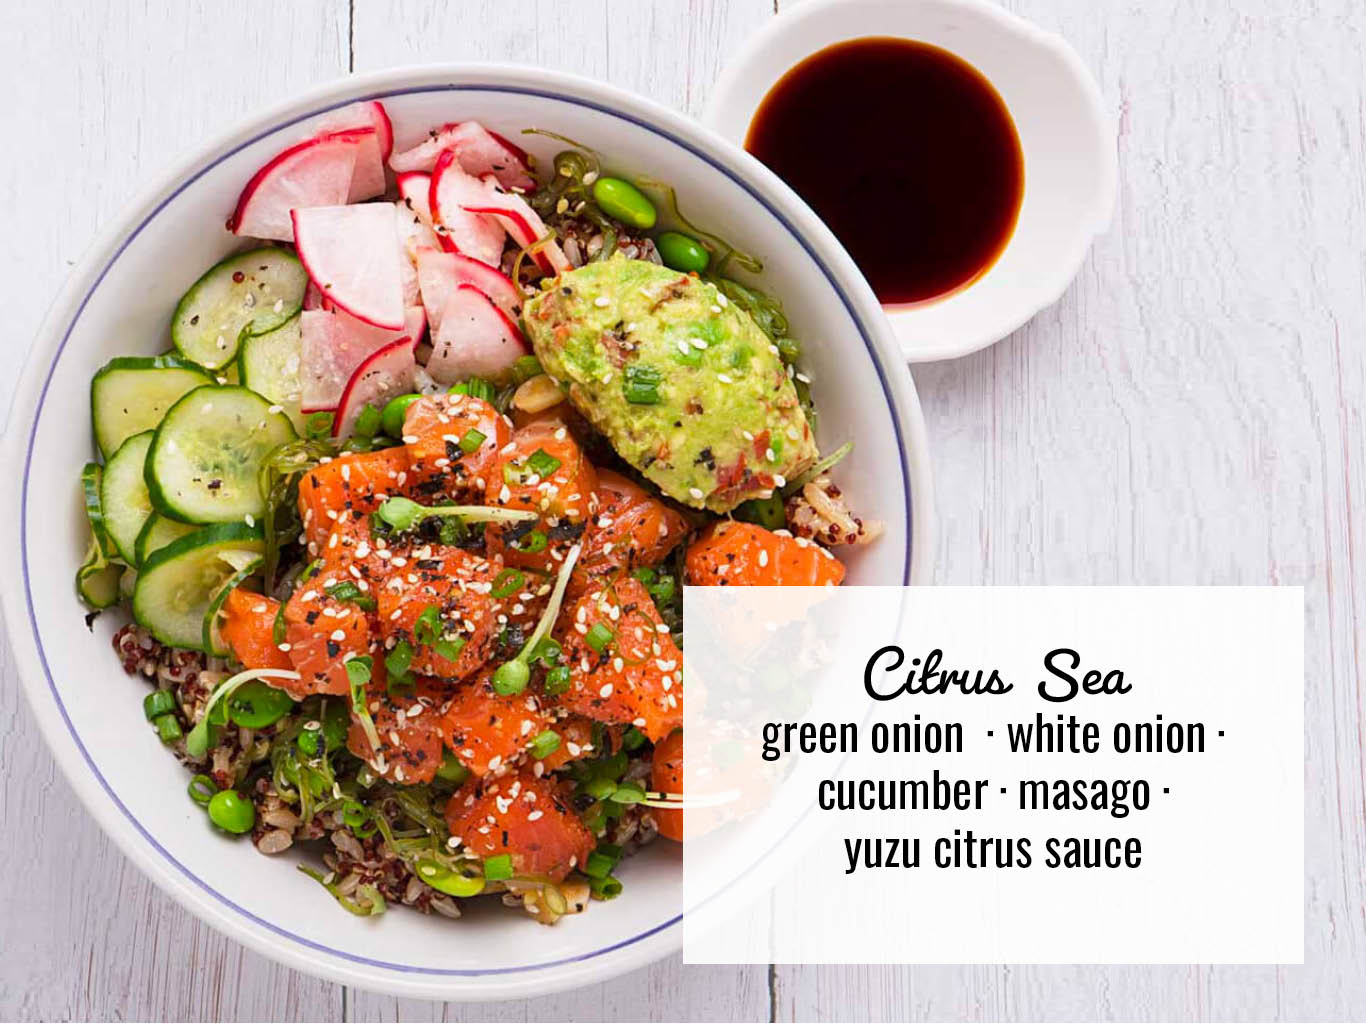 Citrus Sea
green onion · white onion ·
cucumber · masago ·
yuzu citrus sauce